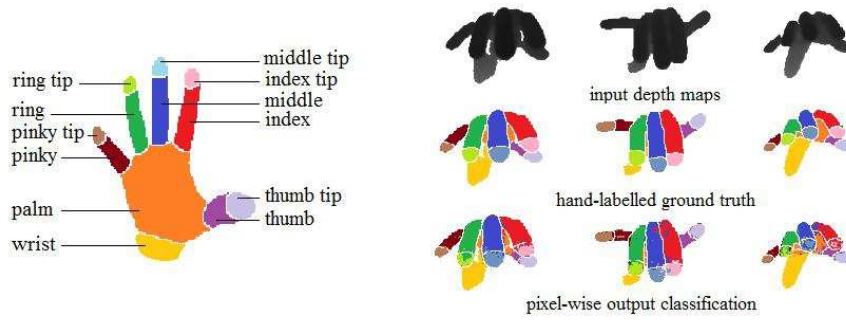 middle tip
ring tip
index tip
ring
middle
pinky tip
index
pinky
palm
thumb tip
thumb
wrist
input depth maps
hand-labelled ground truth
pixel-wise output classification